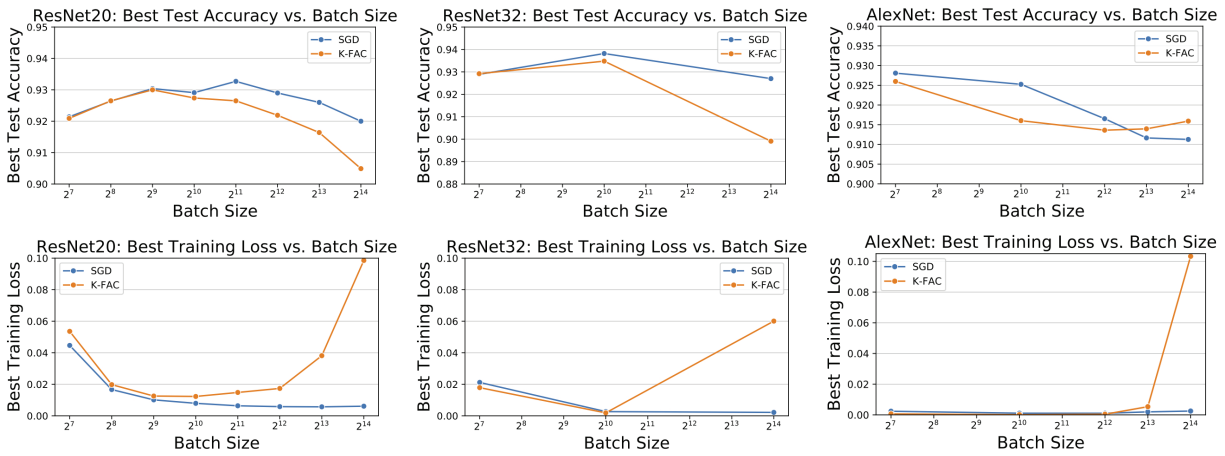 ResNet20: Best Test Accuracy vs. Batch Size
Best Test Accuracy
0.95
0.94
0.93
0.92
0.91
0.90
SGD
K-FAC
2^7 2^8 2^9 2^10 2^11 2^12 2^13 2^14
Batch Size
ResNet32: Best Test Accuracy vs. Batch Size
Best Test Accuracy
0.95
0.94
0.93
0.92
0.91
0.90
0.89
0.88
SGD
K-FAC
2^7 2^8 2^9 2^10 2^11 2^12 2^13 2^14
Batch Size
AlexNet: Best Test Accuracy vs. Batch Size
Best Test Accuracy
0.940
0.935
0.930
0.925
0.920
0.915
0.910
0.905
0.900
SGD
K-FAC
2^7 2^8 2^9 2^10 2^11 2^12 2^13 2^14
Batch Size
ResNet20: Best Training Loss vs. Batch Size
Best Training Loss
0.10
0.08
0.06
0.04
0.02
0.00
SGD
K-FAC
2^7 2^8 2^9 2^10 2^11 2^12 2^13 2^14
Batch Size
ResNet32: Best Training Loss vs. Batch Size
Best Training Loss
0.10
0.08
0.06
0.04
0.02
0.00
SGD
K-FAC
2^7 2^8 2^9 2^10 2^11 2^12 2^13 2^14
Batch Size
AlexNet: Best Training Loss vs. Batch Size
Best Training Loss
0.10
0.08
0.06
0.04
0.02
0.00
SGD
K-FAC
2^7 2^8 2^9 2^10 2^11 2^12 2^13 2^14
Batch Size